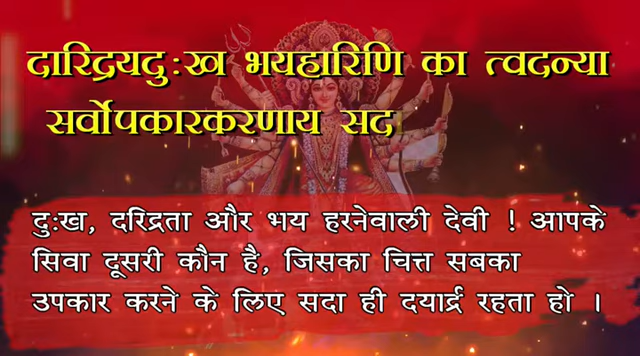 दारिद्रयदुःख भयहारिणि का त्वदन्या
सर्वोपकारकरणाय सद
दुःख, दरिद्रता और भय हरनेवाली देवी ! आपके
सिवा दूसरी कौन है, जिसका चित्त सबका
उपकार करने के लिए सदा ही दयार्द्र रहता हो ।